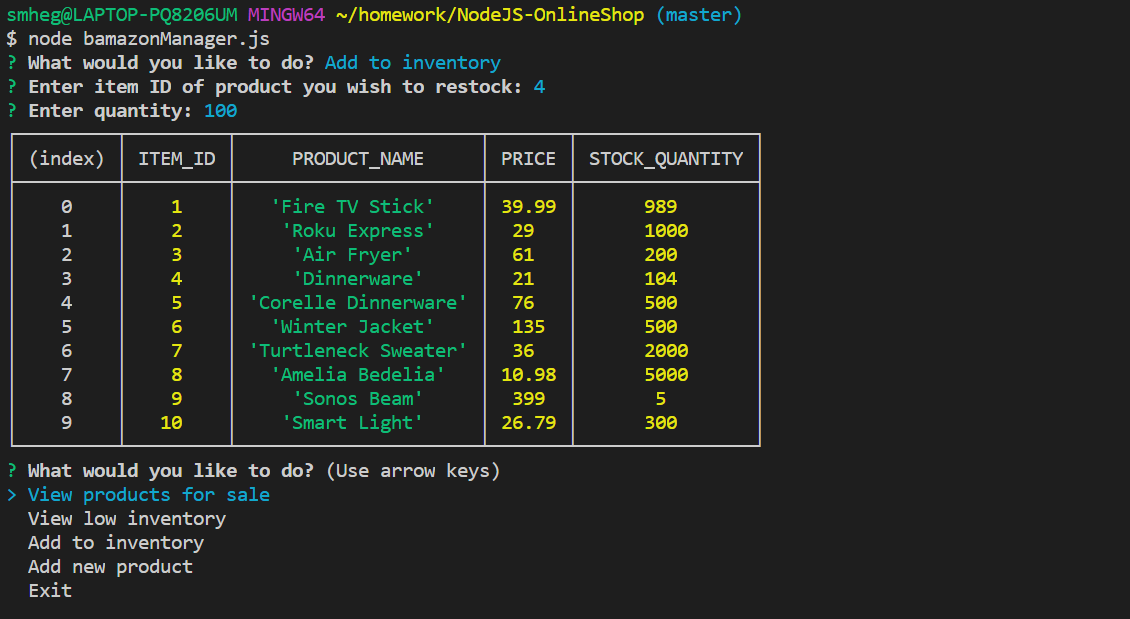 smheg@LAPTOP-PQ8206UM MINGW64 ~/homework/NodeJS-OnlineShop (master)
$ node bamazonManager.js
? What would you like to do? Add to inventory
? Enter item ID of product you wish to restock: 4
? Enter quantity: 100
(index) ITEM_ID PRODUCT_NAME PRICE STOCK_QUANTITY
0 1 'Fire TV Stick' 39.99 989
1 2 'Roku Express' 29 1000
2 3 'Air Fryer' 61 200
3 4 'Dinnerware' 21 104
4 5 'Corelle Dinnerware' 76 500
5 6 'Winter Jacket' 135 500
6 7 'Turtleneck Sweater' 36 2000
7 8 'Amelia Bedelia' 10.98 5000
8 9 'Sonos Beam' 399 5
9 10 'Smart Light' 26.79 300
? What would you like to do? (Use arrow keys)
> View products for sale
View low inventory
Add to inventory
Add new product
Exit